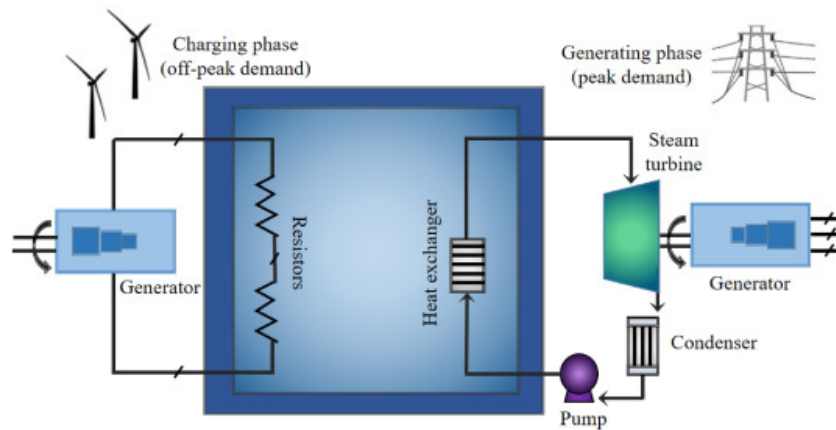 Charging phase
(off-peak demand)
Generating phase
(peak demand)
Steam
turbine
Resistors
Heat exchanger
Generator
Generator
Condenser
Pump